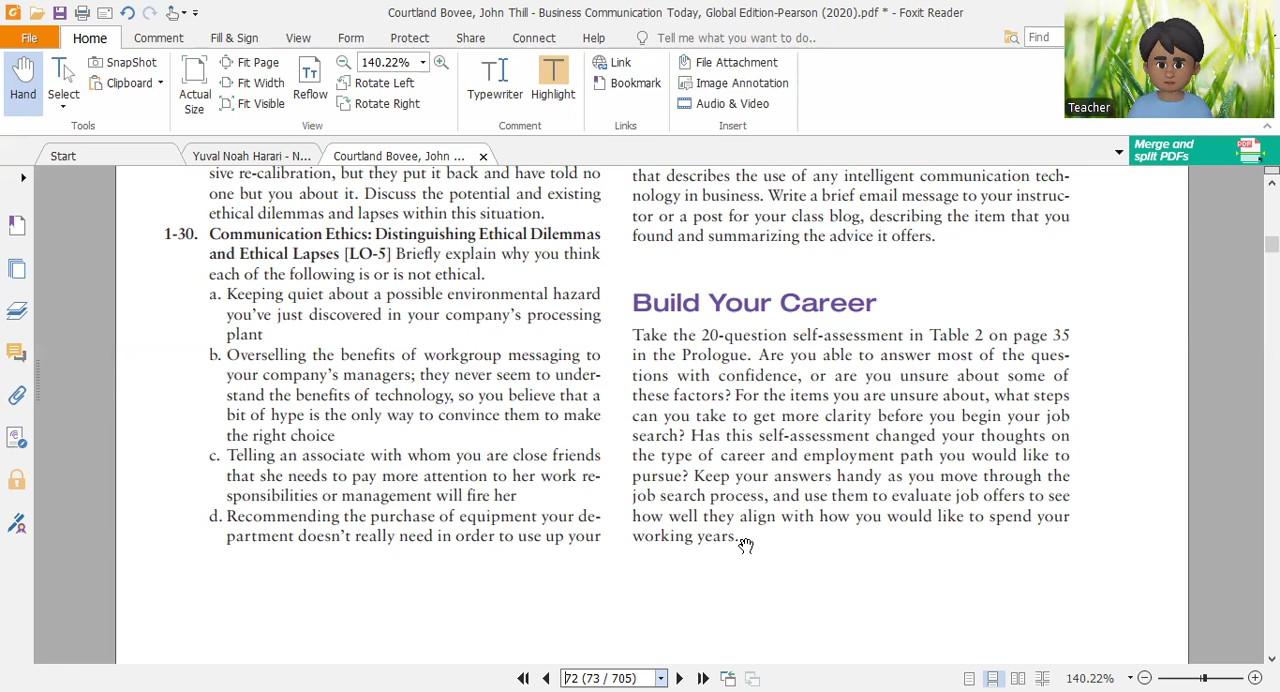 Courtland Bovee, John Thill - Business Communication Today, Global.Edition-Pearson (2020).pdf * - Foxit Reader
File Home Comment Fill & Sign View Form Protect Share Connect Help Tell me what you want to do.. Find
Hand
Select
SnapShot
Clipboard
Tools
Actual Size
Fit Page
Fit Width
Fit Visible
Reflow
140.22%
Rotate Left
Rotate Right
View
Typewriter
Highlight
Comment
Link
Bookmark
Links
File Attachment
Image Annotation
Audio & Video
Insert
Teacher
Start
Yuval Noah Harari - N...
Courtland Bovee, John ...
Merge and
split PDFs
PDF
sive re-calibration, but they put it back and have told no
one but you about it. Discuss the potential and existing
ethical dilemmas and lapses within this situation.
1-30. Communication Ethics: Distinguishing Ethical Dilemmas
and Ethical Lapses [LO-5] Briefly explain why you think
each of the following is or is not ethical.
a. Keeping quiet about a possible environmental hazard
you've just discovered in your company's processing
plant
b. Overselling the benefits of workgroup messaging to
your company's managers; they never seem to under-
stand the benefits of technology, so you believe that a
bit of hype is the only way to convince them to make
the right choice
c. Telling an associate with whom you are close friends
that she needs to pay more attention to her work re-
sponsibilities or management will fire her
d. Recommending the purchase of equipment your de-
partment doesn't really need in order to use up your
that describes the use of any intelligent communication tech-
nology in business. Write a brief email message to your instruc-
tor or a post for your class blog, describing the item that you
found and summarizing the advice it offers.
Build Your Career
Take the 20-question self-assessment in Table 2 on page 35
in the Prologue. Are you able to answer most of the ques-
tions with confidence, or are you unsure about some of
these factors? For the items you are unsure about, what steps
can you take to get more clarity before you begin your job
search? Has this self-assessment changed your thoughts on
the type of career and employment path you would like to
pursue? Keep your answers handy as you move through the
job search process, and use them to evaluate job offers to see
how well they align with how you would like to spend your
working years.
72 (73 / 705)
140.22%